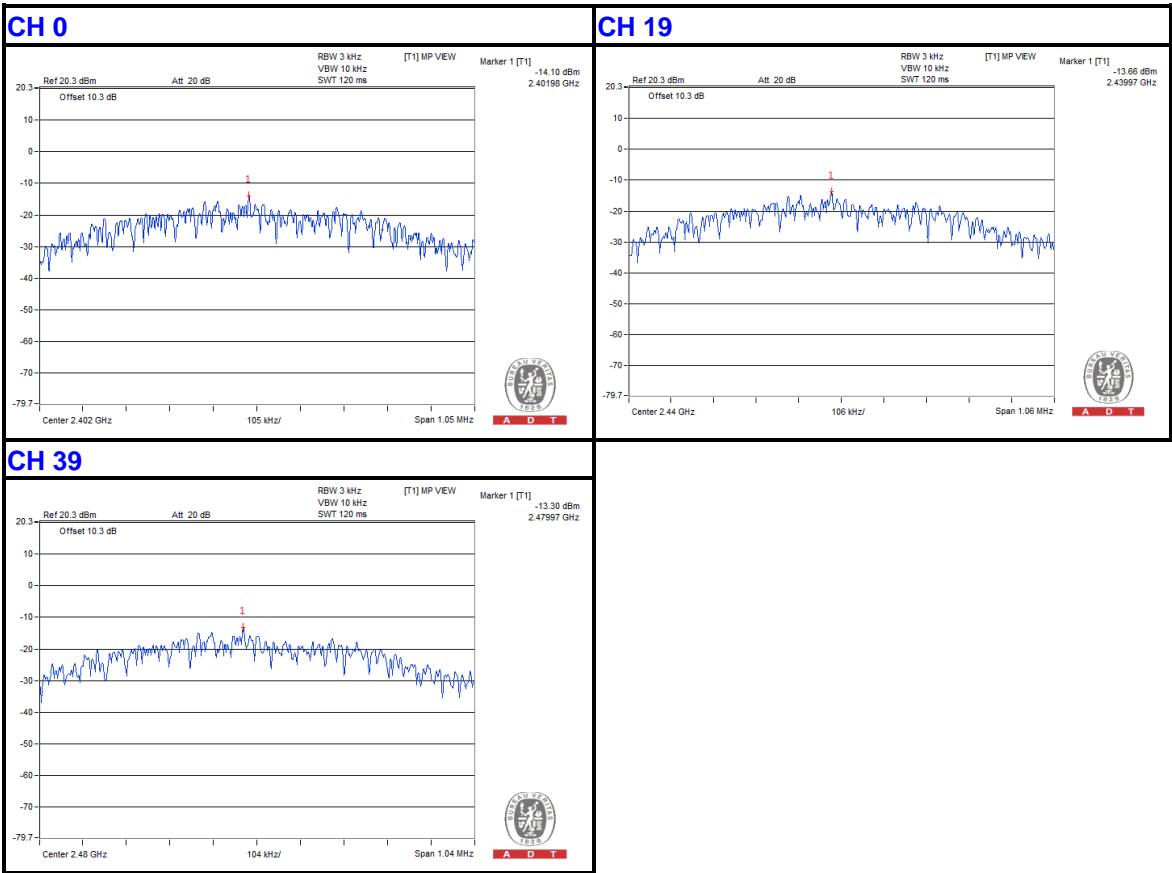 CH 0
RBW 3 kHz [T1] MP VIEW Marker 1 [T1]
VBW 10 kHz -14.10 dBm
Ref 20.3 dBm Att 20 dB SWT 120 ms 2.40198 GHz
20.3
Offset 10.3 dB
10
0
-10
1
-20
-30
-40
-50
-60
-70
-79.7
Center 2.402 GHz 105 kHz/ Span 1.05 MHz
BUREAU VERITAS
1828
A D T
CH 19
RBW 3 kHz [T1] MP VIEW Marker 1 [T1]
VBW 10 kHz -13.66 dBm
Ref 20.3 dBm Att 20 dB SWT 120 ms 2.43997 GHz
20.3
Offset 10.3 dB
10
0
-10
1
-20
-30
-40
-50
-60
-70
-79.7
Center 2.44 GHz 106 kHz/ Span 1.06 MHz
BUREAU VERITAS
1828
A D T
CH 39
RBW 3 kHz [T1] MP VIEW Marker 1 [T1]
VBW 10 kHz -13.30 dBm
Ref 20.3 dBm Att 20 dB SWT 120 ms 2.47997 GHz
20.3
Offset 10.3 dB
10
0
-10
1
-20
-30
-40
-50
-60
-70
-79.7
Center 2.48 GHz 104 kHz/ Span 1.04 MHz
BUREAU VERITAS
1828
A D T